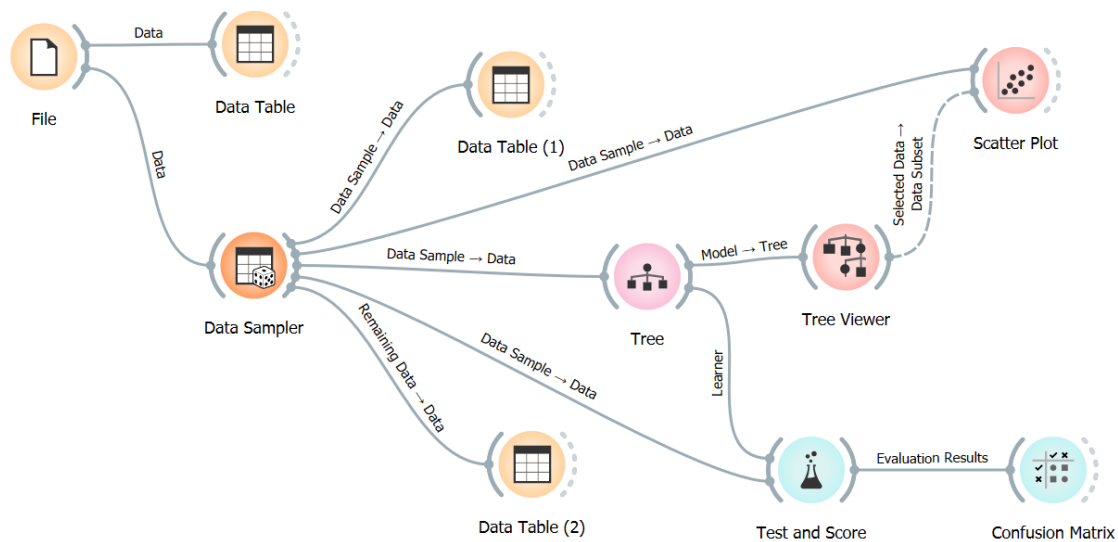 Data
File
Data Table
Data
Data Sample → Data
Data Table (1)
Data Sample → Data
Scatter Plot
Selected Data →
Data Subset
Data Sampler
Data Sample → Data
Tree
Model → Tree
Tree Viewer
Remaining Data → Data
Data Sample → Data
Learner
Data Table (2)
Test and Score
Evaluation Results
Confusion Matrix